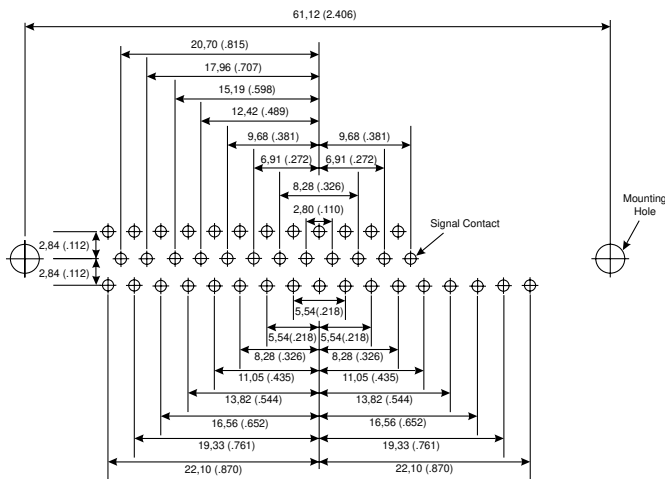 61,12 (2.406)
20,70 (.815)
17,96 (.707)
15,19 (.598)
12,42 (.489)
9,68 (.381) 9,68 (.381)
6,91 (.272) 6,91 (.272)
8,28 (.326)
2,80 (.110)
Mounting
Hole
Signal Contact
2,84 (.112)
2,84 (.112)
5,54(.218)
5,54(.218) 5,54(.218)
8,28 (.326) 8,28 (.326)
11,05 (.435) 11,05 (.435)
13,82 (.544) 13,82 (.544)
16,56 (.652) 16,56 (.652)
19,33 (.761) 19,33 (.761)
22,10 (.870) 22,10 (.870)